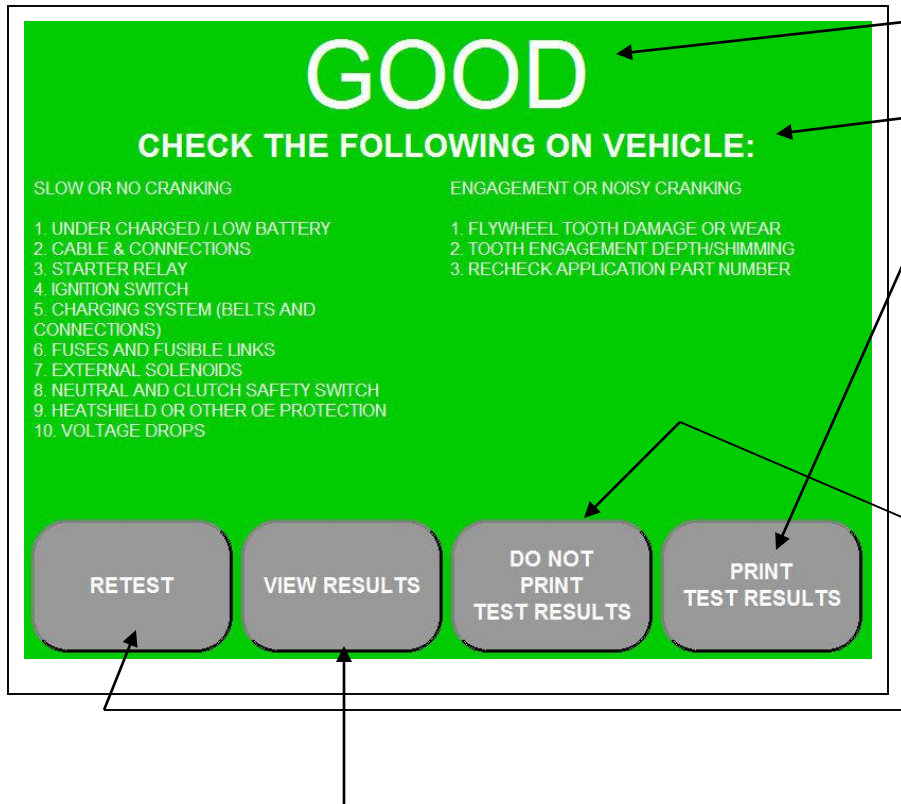 GOOD
CHECK THE FOLLOWING ON VEHICLE:
SLOW OR NO CRANKING
1. UNDER CHARGED / LOW BATTERY
2. CABLE & CONNECTIONS
3. STARTER RELAY
4. IGNITION SWITCH
5. CHARGING SYSTEM (BELTS AND
CONNECTIONS)
6. FUSES AND FUSIBLE LINKS
7. EXTERNAL SOLENOIDS
8. NEUTRAL AND CLUTCH SAFETY SWITCH
9. HEATSHIELD OR OTHER OE PROTECTION
10. VOLTAGE DROPS
ENGAGEMENT OR NOISY CRANKING
1. FLYWHEEL TOOTH DAMAGE OR WEAR
2. TOOTH ENGAGEMENT DEPTH/SHIMMING
3. RECHECK APPLICATION PART NUMBER
RETEST
VIEW RESULTS
DO NOT
PRINT
TEST RESULTS
PRINT
TEST RESULTS